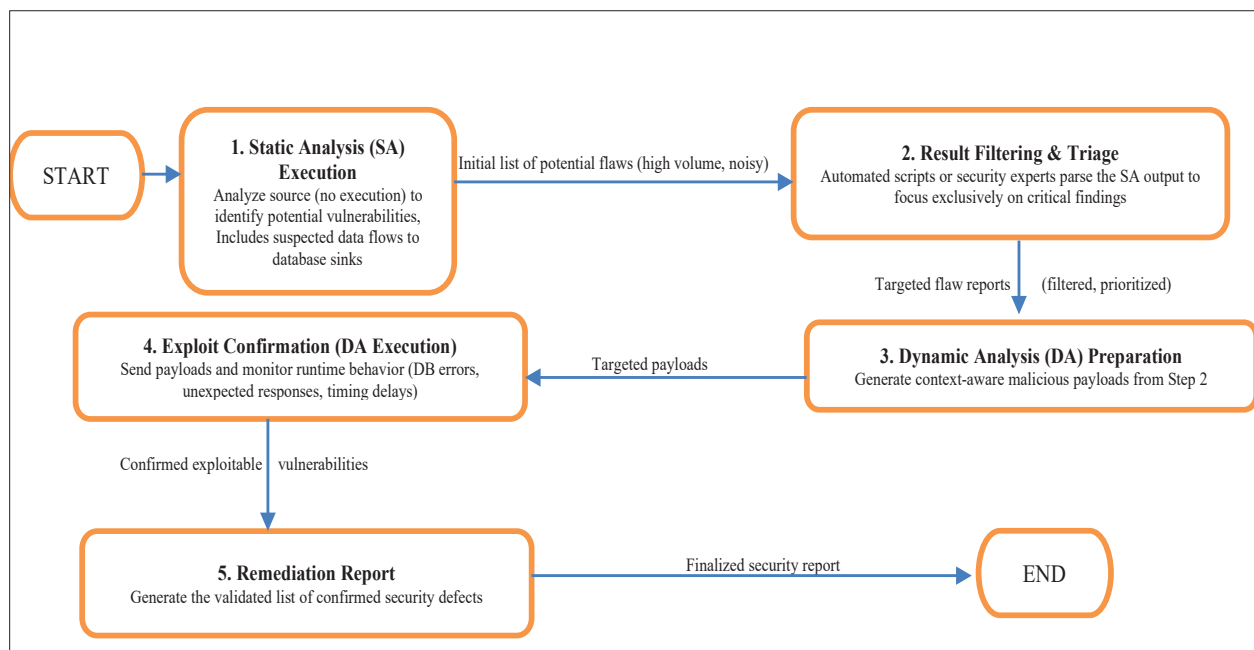 START
1. Static Analysis (SA)
Execution
Analyze source (no execution) to
identify potential vulnerabilities,
Includes suspected data flows to
database sinks
Initial list of potential flaws (high volume, noisy)
2. Result Filtering & Triage
Automated scripts or security experts parse the SA output to
focus exclusively on critical findings
Targeted flaw reports (filtered, prioritized)
3. Dynamic Analysis (DA) Preparation
Generate context-aware malicious payloads from Step 2
Targeted payloads
4. Exploit Confirmation (DA Execution)
Send payloads and monitor runtime behavior (DB errors,
unexpected responses, timing delays)
Confirmed exploitable vulnerabilities
5. Remediation Report
Generate the validated list of confirmed security defects
Finalized security report
END